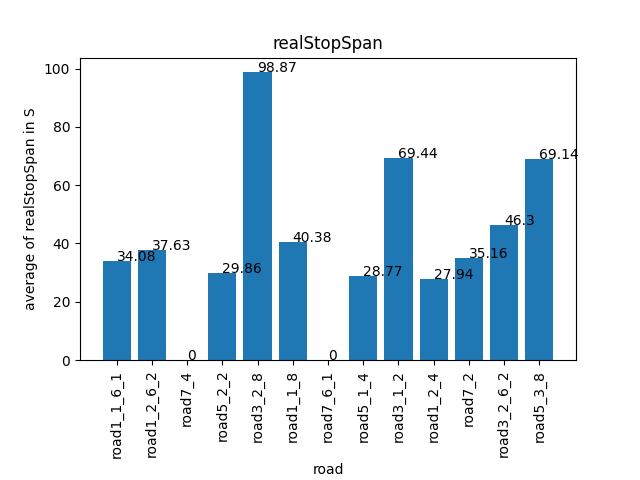 realStopSpan
average of realStopSpan in S
100
80
60
40
20
0
34.08
37.63
0
29.86
98.87
40.38
0
28.77
69.44
27.94
35.16
46.3
69.14
road1_1_6_1
road1_2_6_2
road7_4
road5_2_2
road3_2_8
road1_1_8
road7_6_1
road5_1_4
road3_1_2
road1_2_4
road7_2
road3_2_6_2
road5_3_8
road